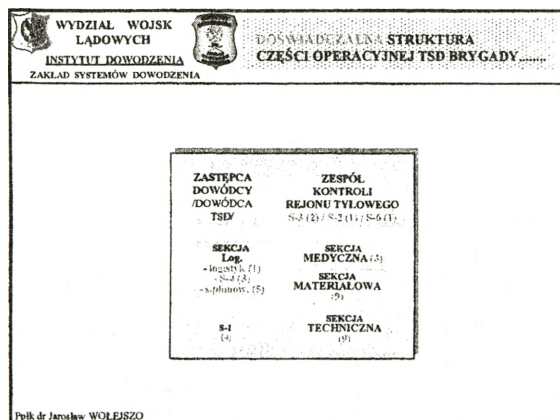 WYDZIAŁ WOJSK
LĄDOWYCH
INSTYTUT DOWODZENIA
ZAKŁAD SYSTEMÓW DOWODZENIA
DOŚWIADCZALNA STRUKTURA
CZĘŚCI OPERACYJNEJ TSD BRYGADY........
ZASTĘPCA
DOWÓDCY
/DOWÓDCA
TSD/
ZESPÓŁ
KONTROLI
REJONU TYŁOWEGO
S-3 (2) / S-2 (1) / S-6 (1)
SEKCJA
Log.
- logistyk (1)
- S-4 (3)
- s.planow. (5)
SEKCJA
MEDYCZNA (3)
SEKCJA
MATERIAŁOWA
(9)
S-1
SEKCJA
TECHNICZNA
(9)
Ppłk dr Jarosław WOŁEJSZO